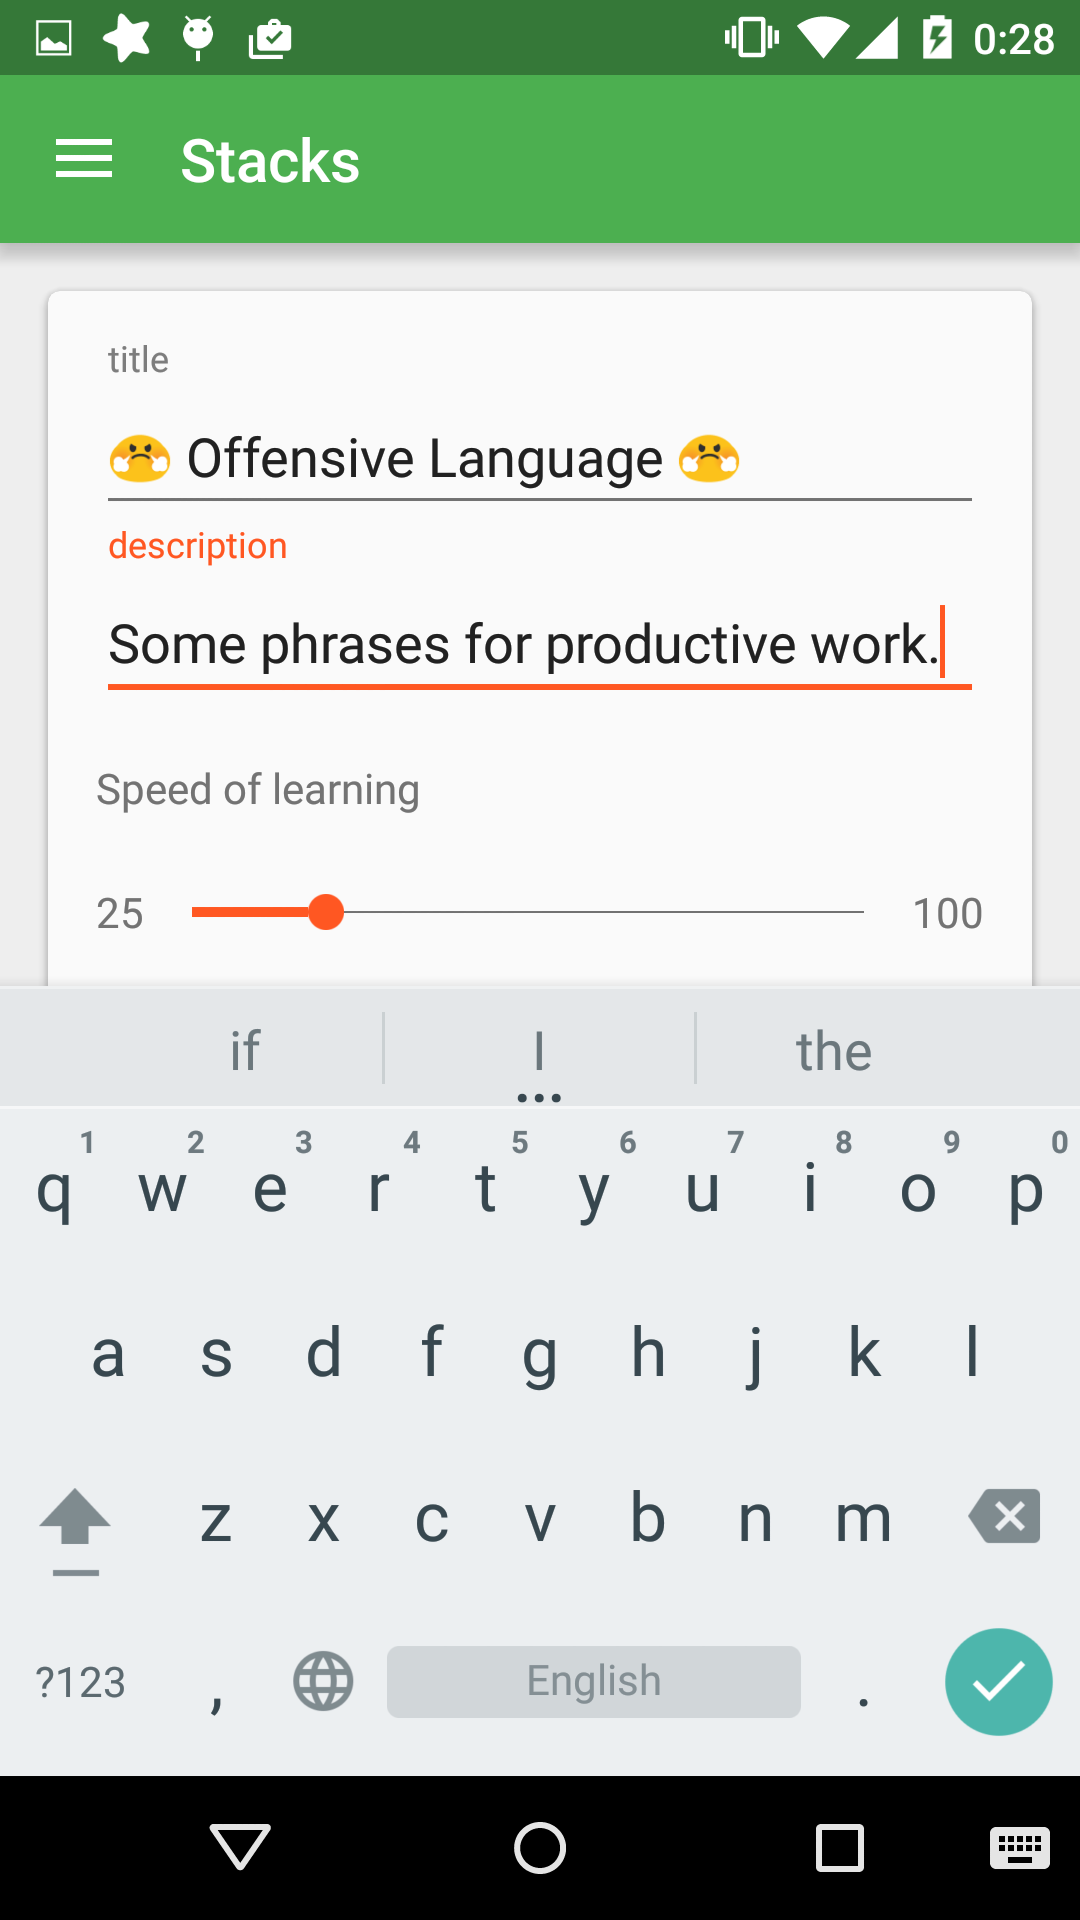 0:28
Stacks
title
😤 Offensive Language 😤
description
Some phrases for productive work.
Speed of learning
25 100
if I the
1 2 3 4 5 6 7 8 9 0
q w e r t y u i o p
a s d f g h j k l
z x c v b n m
?123 , English .